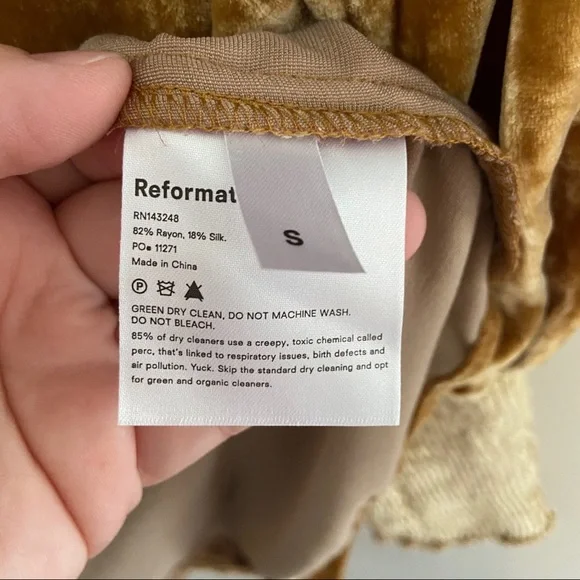 Reformat
S
RN143248
82% Rayon, 18% Silk.
PO● 11271
Made in China
P
GREEN DRY CLEAN, DO NOT MACHINE WASH.
DO NOT BLEACH.
85% of dry cleaners use a creepy, toxic chemical called
perc, that's linked to respiratory issues, birth defects and
air pollution. Yuck. Skip the standard dry cleaning and opt
for green and organic cleaners.